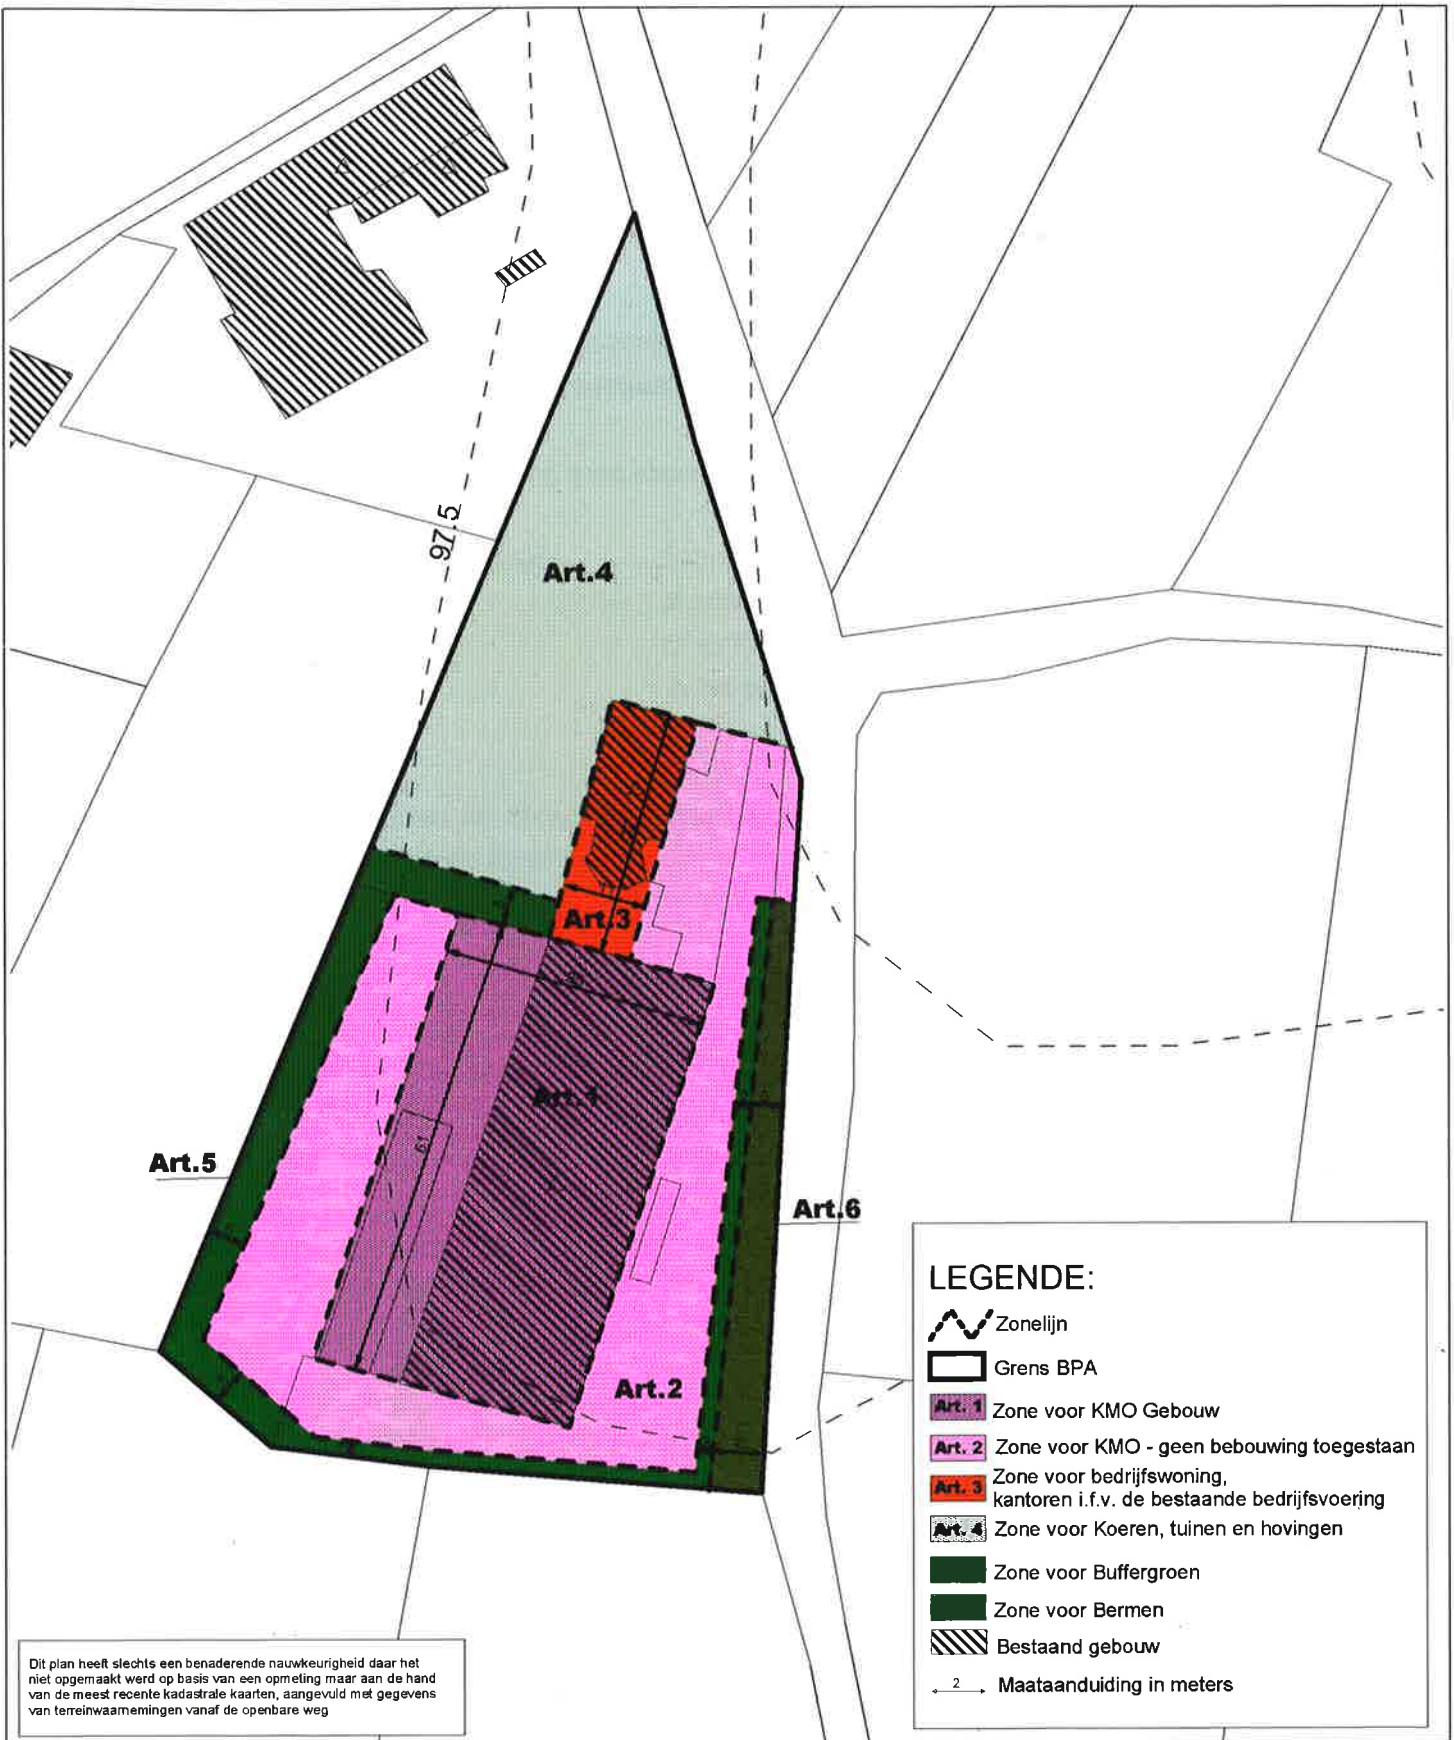 97.5
Art.4
Art.3
Art.1
61
Art.5
5
Art.6
Art.2
LEGENDE:
Zonelijn
Grens BPA
Art. 1 Zone voor KMO Gebouw
Art. 2 Zone voor KMO - geen bebouwing toegestaan
Art. 3 Zone voor bedrijfswoning,
kantoren i.f.v. de bestaande bedrijfsvoering
Art. 4 Zone voor Koeren, tuinen en hovingen
Zone voor Buffergroen
Zone voor Bermen
Bestaand gebouw
2 Maataanduiding in meters
Dit plan heeft slechts een benaderende nauwkeurigheid daar het
niet opgemaakt werd op basis van een opmeling maar aan de hand
van de meest recente kadastrale kaarten, aangevuld met gegevens
van terreinwaarnemingen vanaf de openbare weg